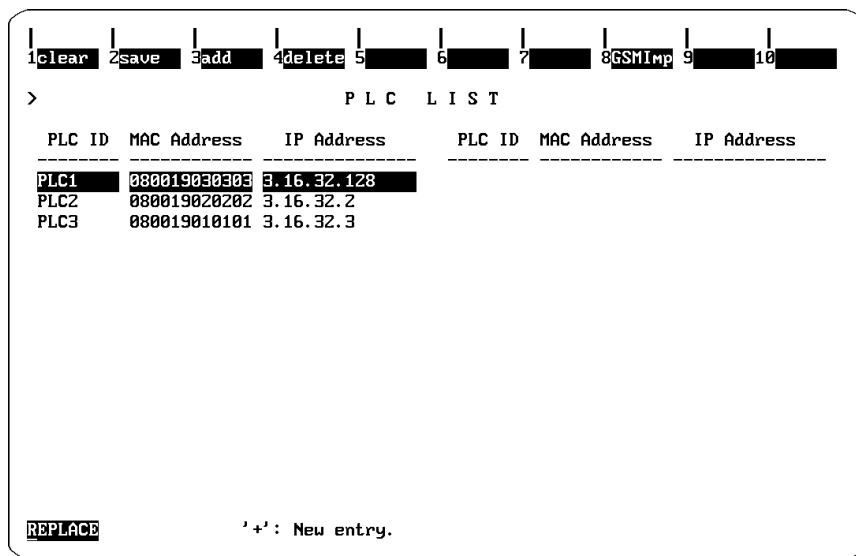 1clear 2save 3add 4delete 5 6 7 8GSMImp 9 10
> P L C L I S T
PLC ID MAC Address IP Address PLC ID MAC Address IP Address
-------- ------------ --------------- -------- ------------ ---------------
PLC1 080019030303 3.16.32.128
PLC2 080019020202 3.16.32.2
PLC3 080019010101 3.16.32.3
REPLACE '+': New entry.